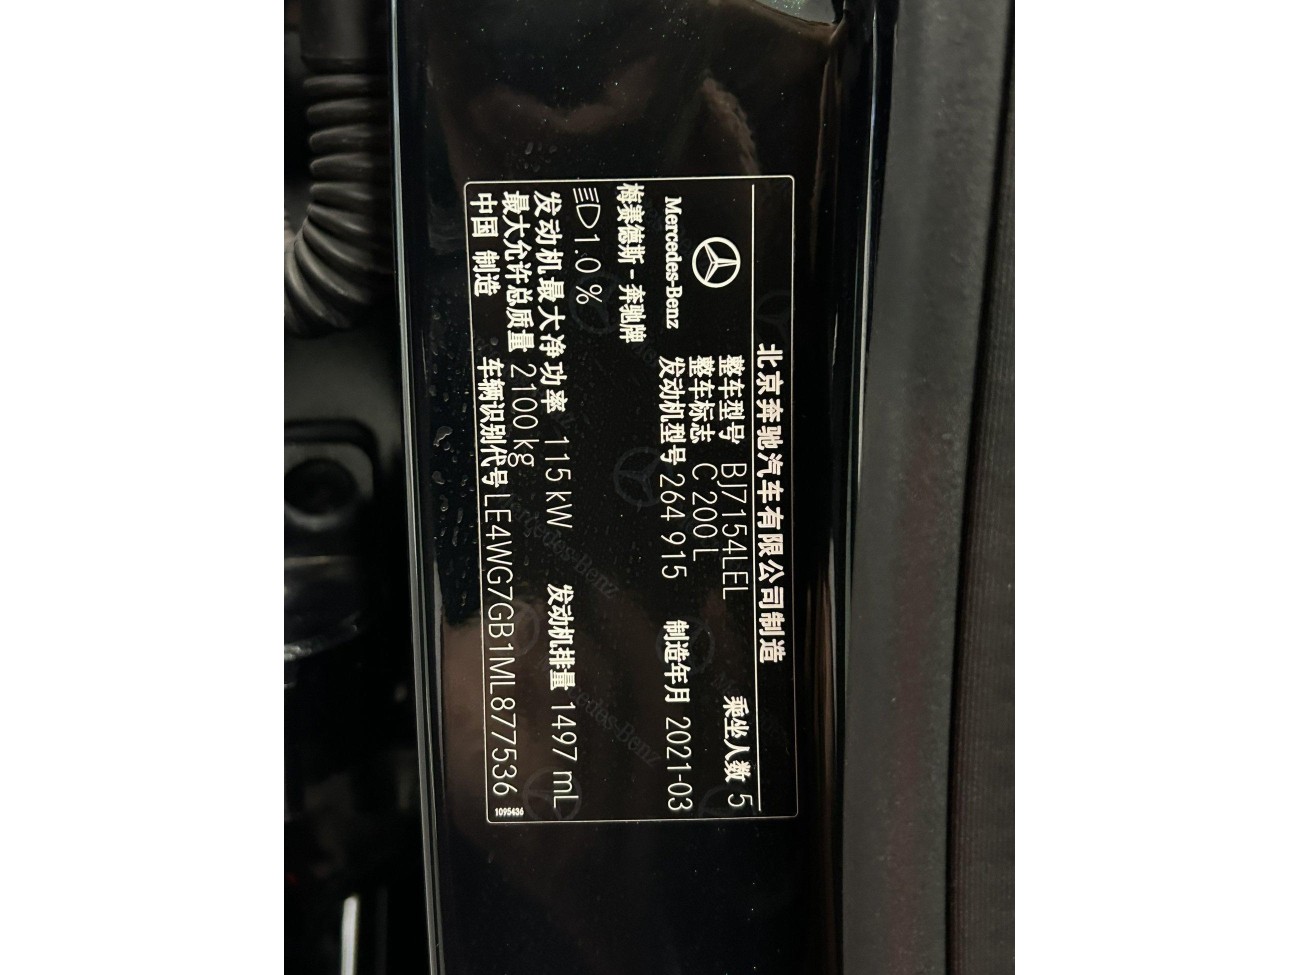 北京奔驰汽车有限公司制造
整车型号 BJ7154LEL 乘坐人数 5
整车标志 C 200 L
Mercedes-Benz 发动机型号 264 915 制造年月 2021-03
梅赛德斯-奔驰牌
1.0 %
发动机最大净功率 115 kW 发动机排量 1497 mL
最大允许总质量 2100 kg
中国 制造 车辆识别代号 LE4WG7GB1ML877536
1095436